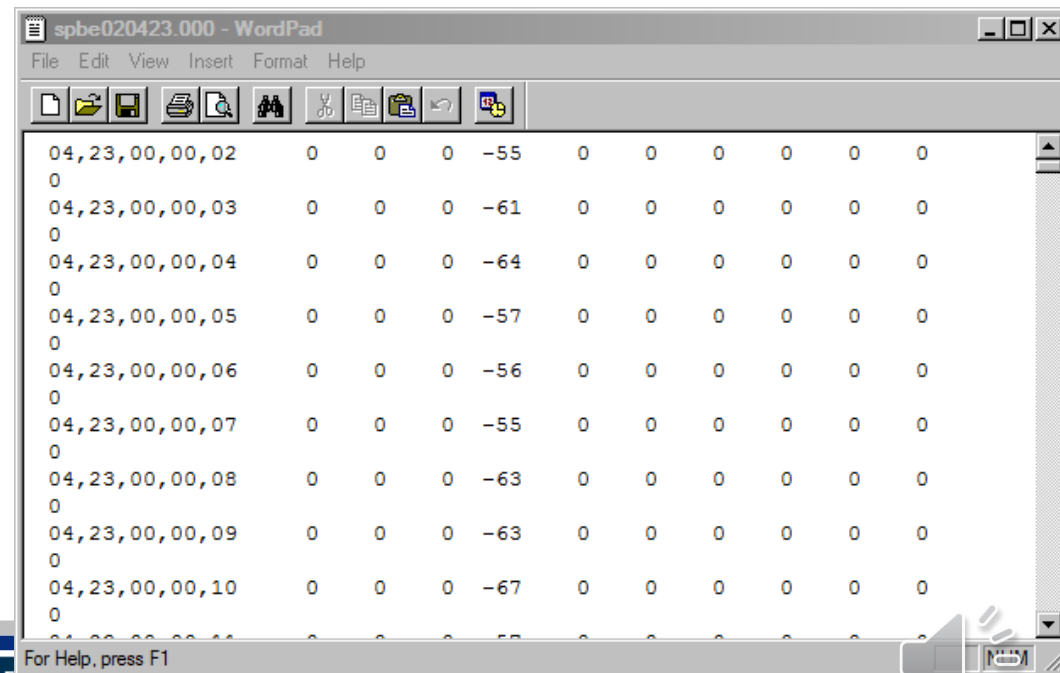 spbe020423.000 - WordPad
File Edit View Insert Format Help
04,23,00,00,02 0 0 0 -55 0 0 0 0 0 0
0
04,23,00,00,03 0 0 0 -61 0 0 0 0 0 0
0
04,23,00,00,04 0 0 0 -64 0 0 0 0 0 0
0
04,23,00,00,05 0 0 0 -57 0 0 0 0 0 0
0
04,23,00,00,06 0 0 0 -56 0 0 0 0 0 0
0
04,23,00,00,07 0 0 0 -55 0 0 0 0 0 0
0
04,23,00,00,08 0 0 0 -63 0 0 0 0 0 0
0
04,23,00,00,09 0 0 0 -63 0 0 0 0 0 0
0
04,23,00,00,10 0 0 0 -67 0 0 0 0 0 0
0
For Help, press F1
NUM